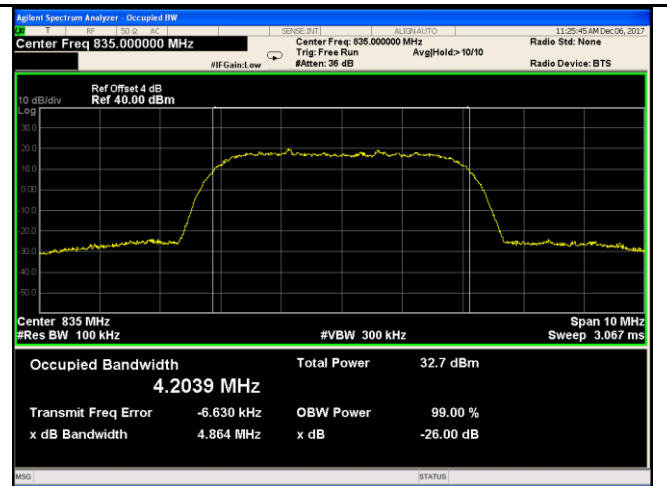 Agilent Spectrum Analyzer - Occupied BW
T RF 50 Ω AC SENSE:INT ALIGN AUTO 11:25:45 AM Dec 06, 2017
Center Freq 835.000000 MHz Center Freq: 835.000000 MHz Radio Std: None
Trig: Free Run Avg|Hold:> 10/10
#IFGain:Low #Atten: 36 dB Radio Device: BTS
Ref Offset 4 dB
10 dB/div Ref 40.00 dBm
Log
30.0
20.0
10.0
0.00
-10.0
-20.0
-30.0
-40.0
-50.0
Center 835 MHz Span 10 MHz
#Res BW 100 kHz #VBW 300 kHz Sweep 3.067 ms
Occupied Bandwidth Total Power 32.7 dBm
4.2039 MHz
Transmit Freq Error -6.630 kHz OBW Power 99.00 %
x dB Bandwidth 4.864 MHz x dB -26.00 dB
MSG STATUS